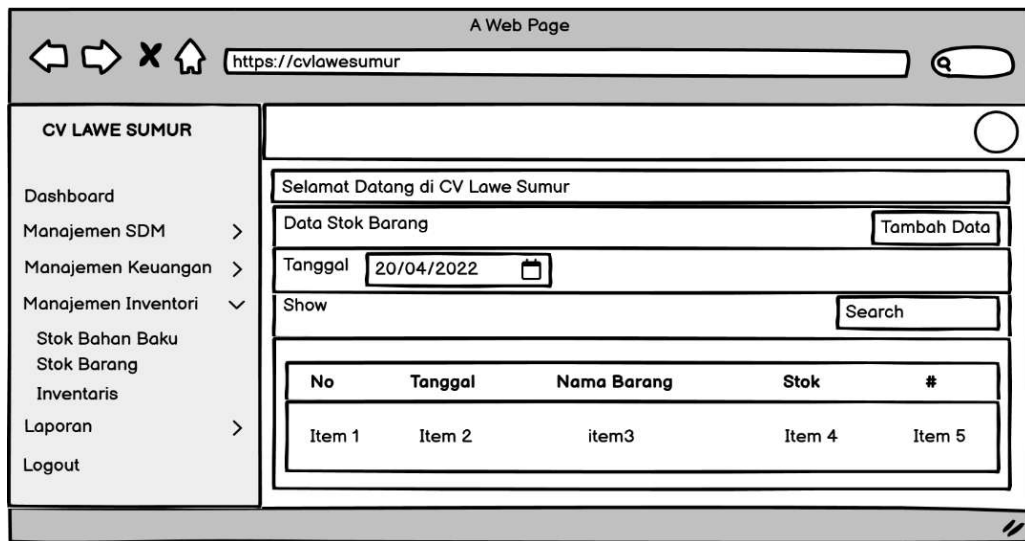 A Web Page
https://cvlawesumur
CV LAWE SUMUR
Dashboard
Manajemen SDM
Manajemen Keuangan
Manajemen Inventori
Stok Bahan Baku
Stok Barang
Inventaris
Laporan
Logout
Selamat Datang di CV Lawe Sumur
Data Stok Barang Tambah Data
Tanggal 20/04/2022
Show Search
No Tanggal Nama Barang Stok #
Item 1 Item 2 item3 Item 4 Item 5